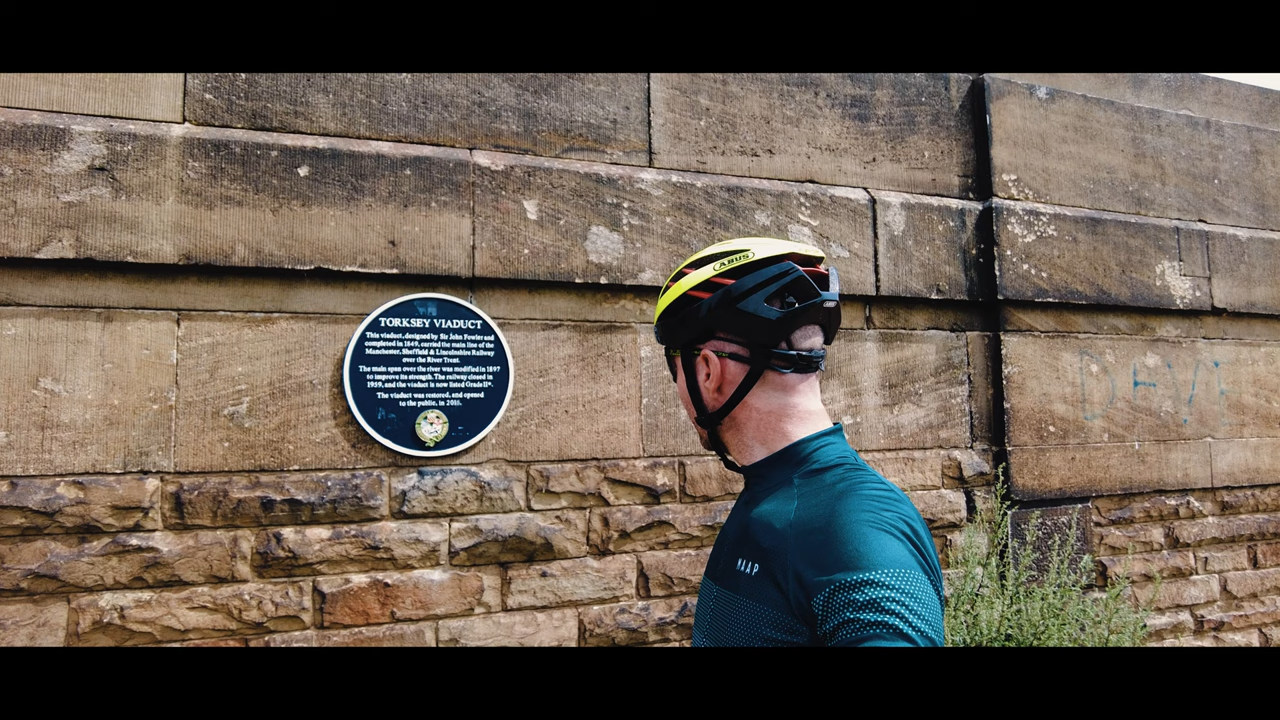 TORKSEY VIADUCT
This viaduct, designed by Sir John Fowler and
completed in 1849, carried the main line of the
Manchester, Sheffield & Lincolnshire Railway
over the River Trent.
The main span over the river was modified in 1897
to improve its strength. The railway closed in
1959, and the viaduct is now listed Grade II*.
The viaduct was restored, and opened
to the public, in 2016.
ABUS
MAAP